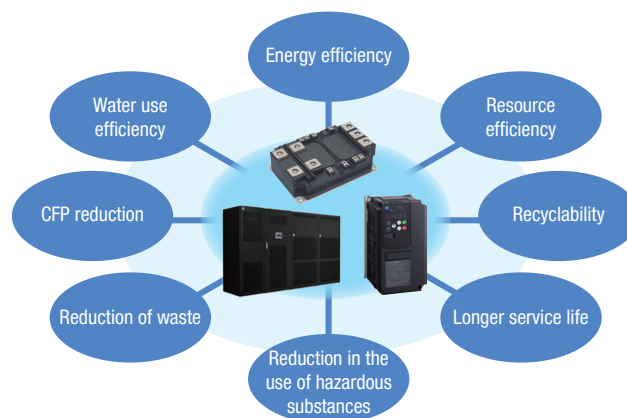 Energy efficiency
Water use
efficiency
Resource
efficiency
CFP reduction
Recyclability
Reduction of waste
Longer service life
Reduction in the
use of hazardous
substances